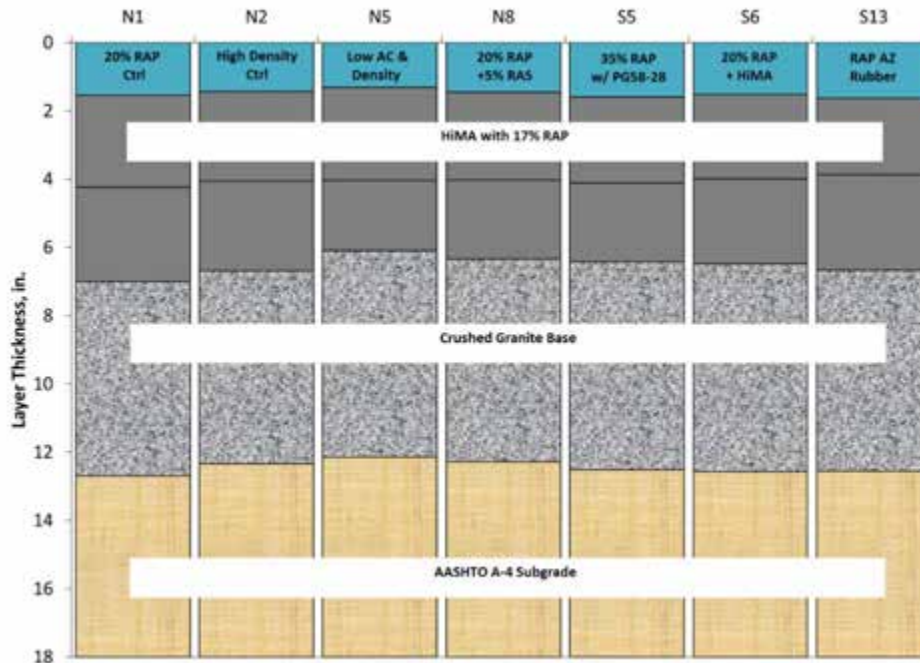 N1 N2 N5 N8 S5 S6 S13
0
20% RAP
Ctrl
High Density
Ctrl
Low AC &
Density
20% RAP
+5% RAS
35% RAP
w/ PG58-28
20% RAP
+ HiMA
RAP AZ
Rubber
2
HiMA with 17% RAP
4
6
8
Crushed Granite Base
10
12
14
AASHTO A-4 Subgrade
16
18
Layer Thickness, in.